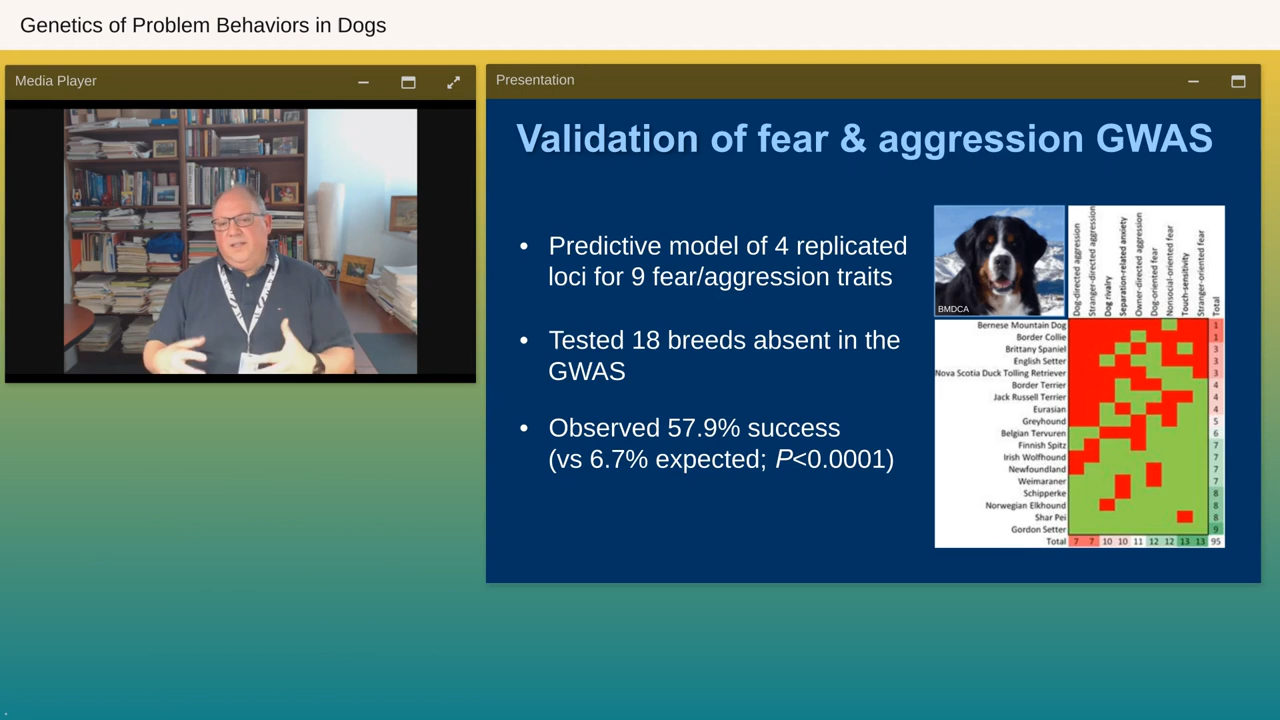 Genetics of Problem Behaviors in Dogs
Media Player
Presentation
Validation of fear & aggression GWAS
• Predictive model of 4 replicated
loci for 9 fear/aggression traits
• Tested 18 breeds absent in the
GWAS
• Observed 57.9% success
(vs 6.7% expected; P<0.0001)
BMDCA
Dog-directed aggression
Stranger-directed aggression
Dog rivalry
Separation-related anxiety
Owner-directed aggression
Dog-oriented fear
Nonsocial-oriented fear
Touch-sensitivity
Stranger-oriented fear
Total
Bernese Mountain Dog 1
Border Collie 1
Brittany Spaniel 3
English Setter 3
Nova Scotia Duck Tolling Retriever 3
Border Terrier 4
Jack Russell Terrier 4
Eurasian 4
Greyhound 5
Belgian Tervuren 6
Finnish Spitz 7
Irish Wolfhound 7
Newfoundland 7
Weimaraner 7
Schipperke 8
Norwegian Elkhound 8
Shar Pei 8
Gordon Setter 9
Total 7 7 10 10 11 12 12 13 13 95